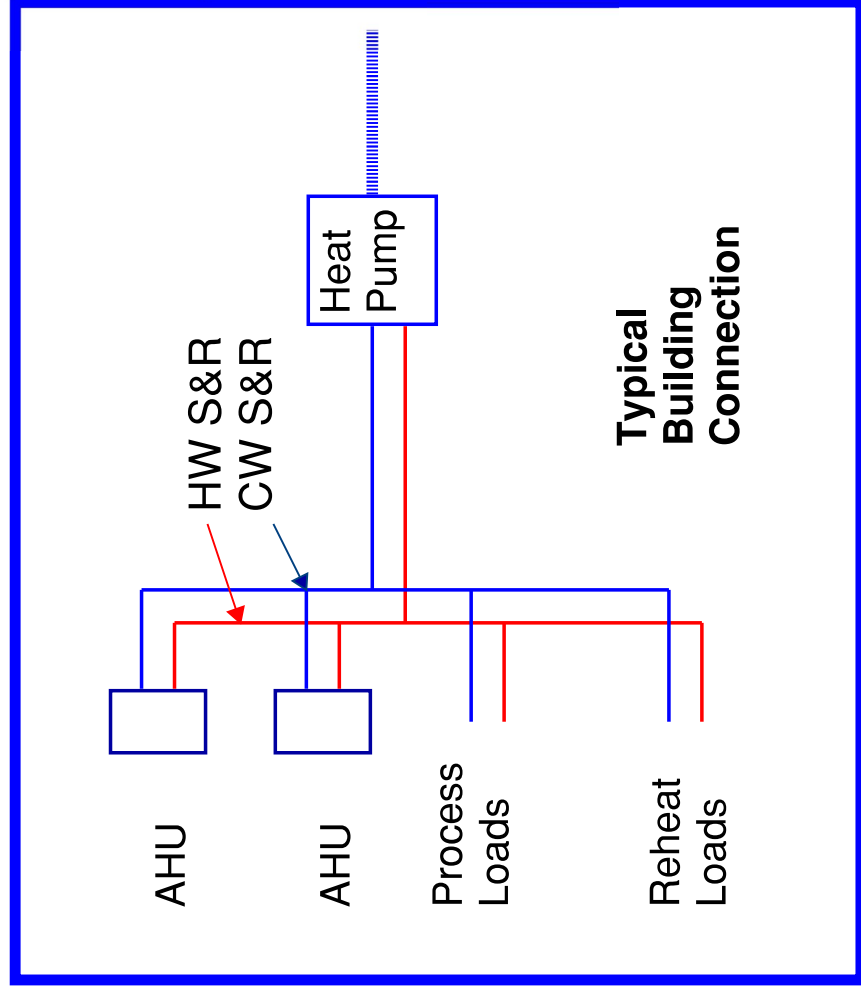 HW S&R
CW S&R
Heat
Pump
AHU
AHU
Process
Loads
Reheat
Loads
Typical
Building
Connection